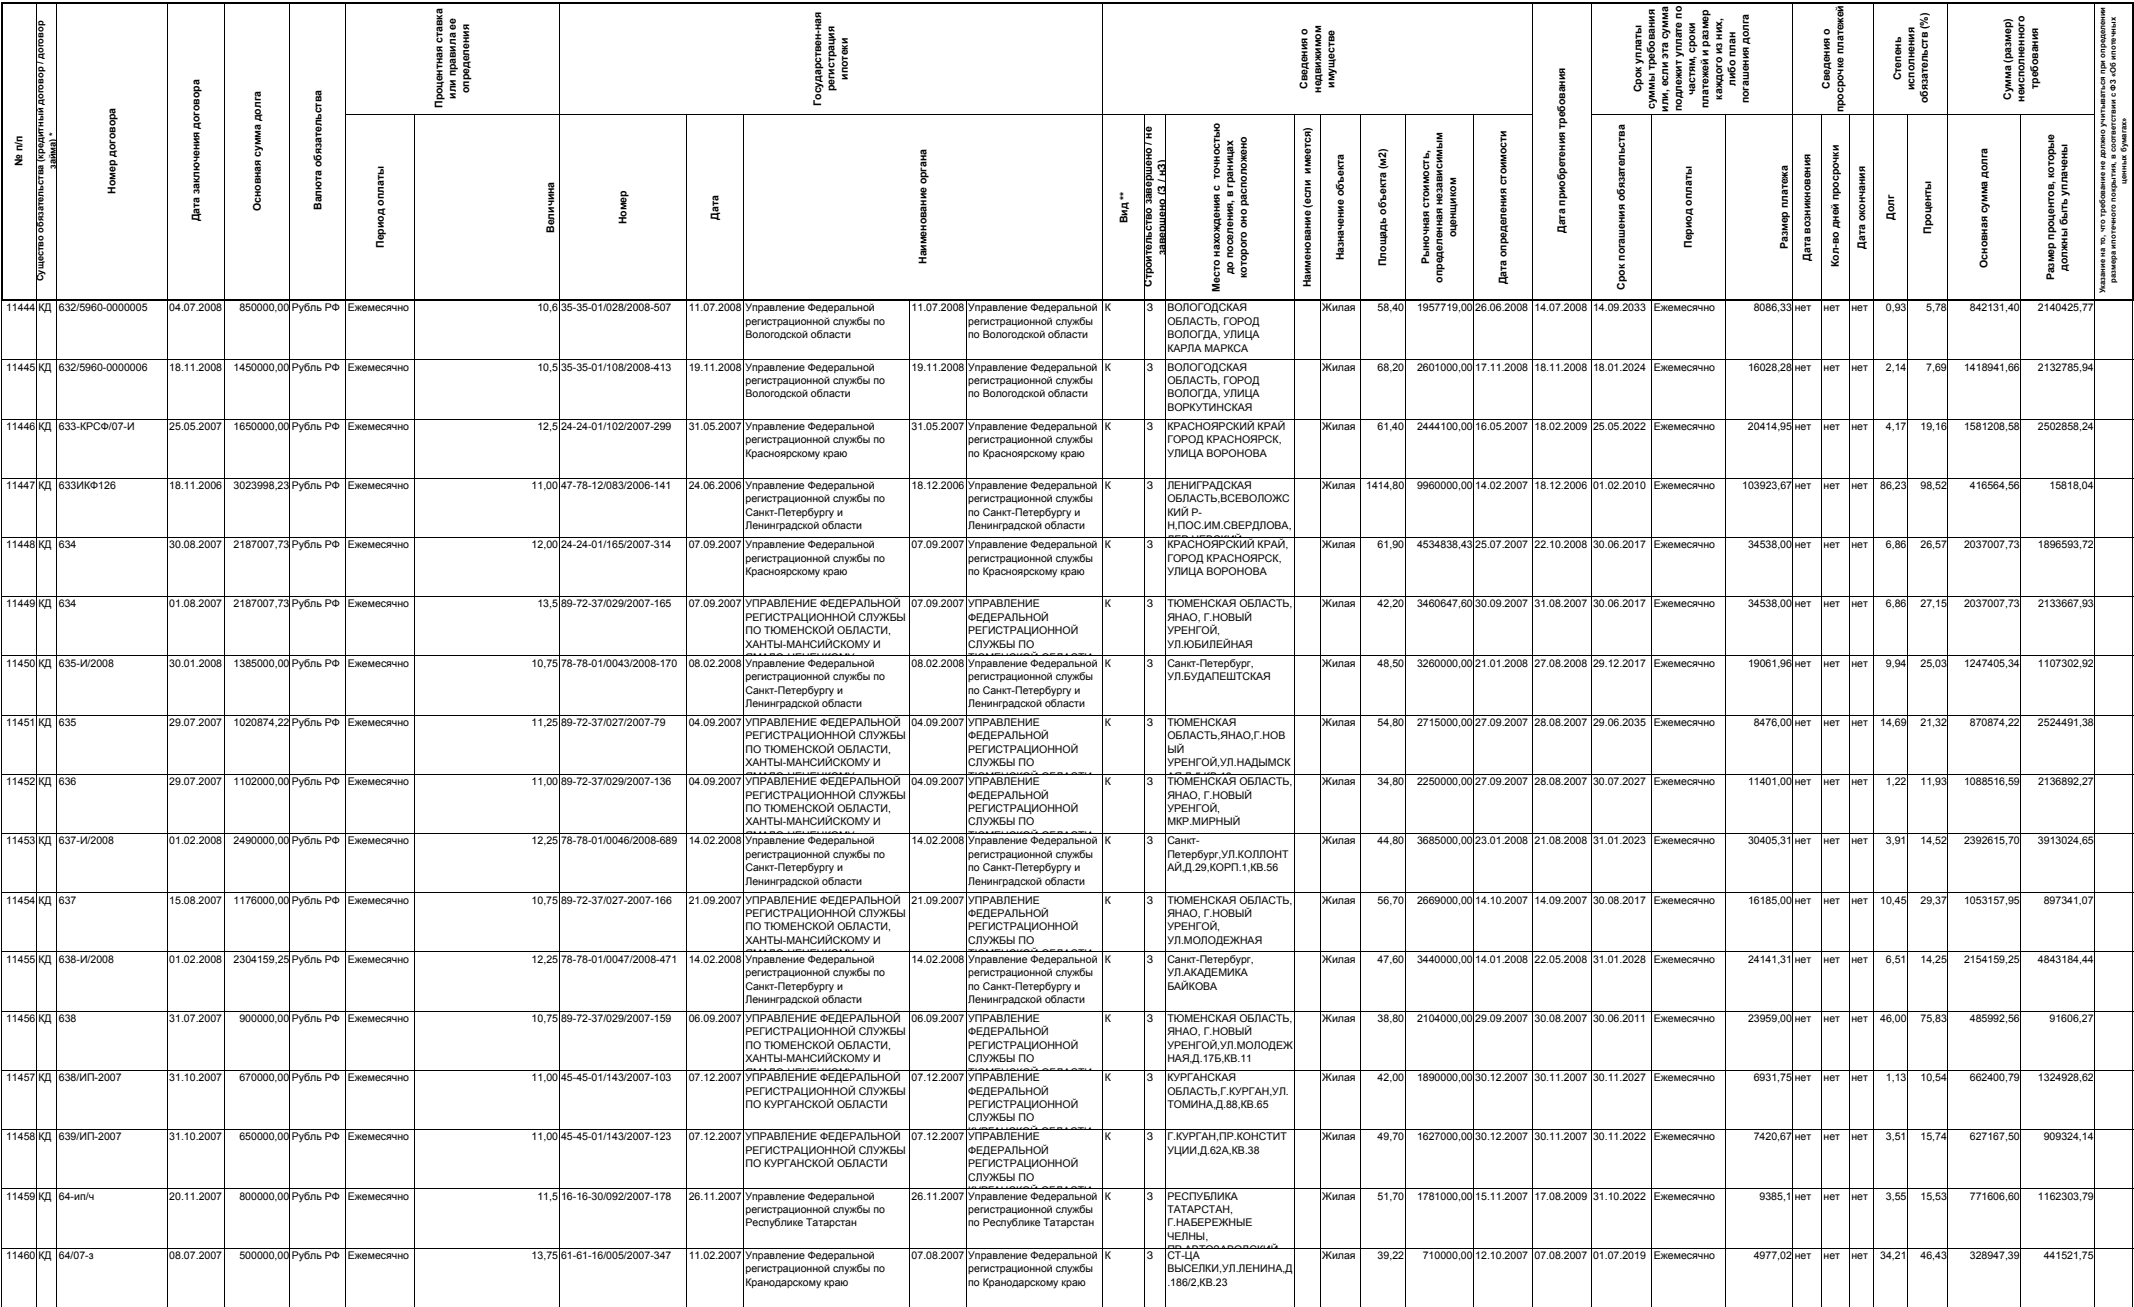 № п/п
Существо обязательства (кредитный договор / договор займа) *
Номер договора
Дата заключения договора
Основная сумма долга
Валюта обязательства
Процентная ставка или правила ее определения
Период оплаты
Величина
Государствен-ная регистрация ипотеки
Номер
Дата
Наименование органа
Сведения о недвижимом имуществе
Вид **
Строительство завершено / не завершено (З / нЗ)
Место нахождения с точностью до поселения, в границах которого оно расположено
Наименование (если имеется)
Назначение объекта
Площадь объекта (м2)
Рыночная стоимость, определенная независимым оценщиком
Дата определения стоимости
Дата приобретения требования
Срок уплаты суммы требования или, если эта сумма подлежит уплате по частям, сроки платежей и размер каждого из них, либо план погашения долга
Срок погашения обязательства
Период оплаты
Размер платежа
Сведения о просрочке платежей
Дата возникновения
Кол-во дней просрочки
Дата окончания
Степень исполнения обязательств (%)
Долг
Проценты
Сумма (размер) неисполненного требования
Основная сумма долга
Размер процентов, которые должны быть уплачены
Указание на то, что требование не должно учитываться при определении размера ипотечного покрытия, в соответствии с ФЗ «Об ипотечных ценных бумагах»
11444 КД 632/5960-0000005 04.07.2008 850000,00 Рубль РФ Ежемесячно 10,6 35-35-01/028/2008-507 11.07.2008 Управление Федеральной регистрационной службы по Вологодской области 11.07.2008 Управление Федеральной регистрационной службы по Вологодской области К З ВОЛОГОДСКАЯ ОБЛАСТЬ, ГОРОД ВОЛОГДА, УЛИЦА КАРЛА МАРКСА Жилая 58,40 1957719,00 26.06.2008 14.07.2008 14.09.2033 Ежемесячно 8086,33 нет нет нет 0,93 5,78 842131,40 2140425,77
11445 КД 632/5960-0000006 18.11.2008 1450000,00 Рубль РФ Ежемесячно 10,5 35-35-01/108/2008-413 19.11.2008 Управление Федеральной регистрационной службы по Вологодской области 19.11.2008 Управление Федеральной регистрационной службы по Вологодской области К З ВОЛОГОДСКАЯ ОБЛАСТЬ, ГОРОД ВОЛОГДА, УЛИЦА ВОРКУТИНСКАЯ Жилая 68,20 2601000,00 17.11.2008 18.11.2008 18.01.2024 Ежемесячно 16028,28 нет нет нет 2,14 7,69 1418941,66 2132785,94
11446 КД 633-КРСФ/07-И 25.05.2007 1650000,00 Рубль РФ Ежемесячно 12,5 24-24-01/102/2007-299 31.05.2007 Управление Федеральной регистрационной службы по Красноярскому краю 31.05.2007 Управление Федеральной регистрационной службы по Красноярскому краю К З КРАСНОЯРСКИЙ КРАЙ ГОРОД КРАСНОЯРСК, УЛИЦА ВОРОНОВА Жилая 61,40 2444100,00 16.05.2007 18.02.2009 25.05.2022 Ежемесячно 20414,95 нет нет нет 4,17 19,16 1581208,58 2502858,24
11447 КД 633ИКФ126 18.11.2006 3023998,23 Рубль РФ Ежемесячно 11,00 47-78-12/083/2006-141 24.06.2006 Управление Федеральной регистрационной службы по Санкт-Петербургу и Ленинградской области 18.12.2006 Управление Федеральной регистрационной службы по Санкт-Петербургу и Ленинградской области К З ЛЕНИГРАДСКАЯ ОБЛАСТЬ,ВСЕВОЛОЖСКИЙ Р-Н,ПОС.ИМ.СВЕРДЛОВА, Жилая 1414,80 9960000,00 14.02.2007 18.12.2006 01.02.2010 Ежемесячно 103923,67 нет нет нет 86,23 98,52 416564,56 15818,04
11448 КД 634 30.08.2007 2187007,73 Рубль РФ Ежемесячно 12,00 24-24-01/165/2007-314 07.09.2007 Управление Федеральной регистрационной службы по Красноярскому краю 07.09.2007 Управление Федеральной регистрационной службы по Красноярскому краю К З КРАСНОЯРСКИЙ КРАЙ, ГОРОД КРАСНОЯРСК, УЛИЦА ВОРОНОВА Жилая 61,90 4534838,43 25.07.2007 22.10.2008 30.06.2017 Ежемесячно 34538,00 нет нет нет 6,86 26,57 2037007,73 1896593,72
11449 КД 634 01.08.2007 2187007,73 Рубль РФ Ежемесячно 13,5 89-72-37/029/2007-165 07.09.2007 УПРАВЛЕНИЕ ФЕДЕРАЛЬНОЙ РЕГИСТРАЦИОННОЙ СЛУЖБЫ ПО ТЮМЕНСКОЙ ОБЛАСТИ, ХАНТЫ-МАНСИЙСКОМУ И 07.09.2007 УПРАВЛЕНИЕ ФЕДЕРАЛЬНОЙ РЕГИСТРАЦИОННОЙ СЛУЖБЫ ПО К З ТЮМЕНСКАЯ ОБЛАСТЬ, ЯНАО, Г.НОВЫЙ УРЕНГОЙ, УЛ.ЮБИЛЕЙНАЯ Жилая 42,20 3460647,60 30.09.2007 31.08.2007 30.06.2017 Ежемесячно 34538,00 нет нет нет 6,86 27,15 2037007,73 2133667,93
11450 КД 635-И/2008 30.01.2008 1385000,00 Рубль РФ Ежемесячно 10,75 78-78-01/0043/2008-170 08.02.2008 Управление Федеральной регистрационной службы по Санкт-Петербургу и Ленинградской области 08.02.2008 Управление Федеральной регистрационной службы по Санкт-Петербургу и Ленинградской области К З Санкт-Петербург, УЛ.БУДАПЕШТСКАЯ Жилая 48,50 3260000,00 21.01.2008 27.08.2008 29.12.2017 Ежемесячно 19061,96 нет нет нет 9,94 25,03 1247405,34 1107302,92
11451 КД 635 29.07.2007 1020874,22 Рубль РФ Ежемесячно 11,25 89-72-37/027/2007-79 04.09.2007 УПРАВЛЕНИЕ ФЕДЕРАЛЬНОЙ РЕГИСТРАЦИОННОЙ СЛУЖБЫ ПО ТЮМЕНСКОЙ ОБЛАСТИ, ХАНТЫ-МАНСИЙСКОМУ И 04.09.2007 УПРАВЛЕНИЕ ФЕДЕРАЛЬНОЙ РЕГИСТРАЦИОННОЙ СЛУЖБЫ ПО К З ТЮМЕНСКАЯ ОБЛАСТЬ,ЯНАО,Г.НОВЫЙ УРЕНГОЙ,УЛ.НАДЫМСК Жилая 54,80 2715000,00 27.09.2007 28.08.2007 29.06.2035 Ежемесячно 8476,00 нет нет нет 14,69 21,32 870874,22 2524491,38
11452 КД 636 29.07.2007 1102000,00 Рубль РФ Ежемесячно 11,00 89-72-37/029/2007-136 04.09.2007 УПРАВЛЕНИЕ ФЕДЕРАЛЬНОЙ РЕГИСТРАЦИОННОЙ СЛУЖБЫ ПО ТЮМЕНСКОЙ ОБЛАСТИ, ХАНТЫ-МАНСИЙСКОМУ И 04.09.2007 УПРАВЛЕНИЕ ФЕДЕРАЛЬНОЙ РЕГИСТРАЦИОННОЙ СЛУЖБЫ ПО К З ТЮМЕНСКАЯ ОБЛАСТЬ, ЯНАО, Г.НОВЫЙ УРЕНГОЙ, МКР.МИРНЫЙ Жилая 34,80 2250000,00 27.09.2007 28.08.2007 30.07.2027 Ежемесячно 11401,00 нет нет нет 1,22 11,93 1088516,59 2136892,27
11453 КД 637-И/2008 01.02.2008 2490000,00 Рубль РФ Ежемесячно 12,25 78-78-01/0046/2008-689 14.02.2008 Управление Федеральной регистрационной службы по Санкт-Петербургу и Ленинградской области 14.02.2008 Управление Федеральной регистрационной службы по Санкт-Петербургу и Ленинградской области К З Санкт-Петербург,УЛ.КОЛЛОНТАЙ,Д.29,КОРП.1,КВ.56 Жилая 44,80 3685000,00 23.01.2008 21.08.2008 31.01.2023 Ежемесячно 30405,31 нет нет нет 3,91 14,52 2392615,70 3913024,65
11454 КД 637 15.08.2007 1176000,00 Рубль РФ Ежемесячно 10,75 89-72-37/027-2007-166 21.09.2007 УПРАВЛЕНИЕ ФЕДЕРАЛЬНОЙ РЕГИСТРАЦИОННОЙ СЛУЖБЫ ПО ТЮМЕНСКОЙ ОБЛАСТИ, ХАНТЫ-МАНСИЙСКОМУ И 21.09.2007 УПРАВЛЕНИЕ ФЕДЕРАЛЬНОЙ РЕГИСТРАЦИОННОЙ СЛУЖБЫ ПО К З ТЮМЕНСКАЯ ОБЛАСТЬ, ЯНАО, Г.НОВЫЙ УРЕНГОЙ, УЛ.МОЛОДЕЖНАЯ Жилая 56,70 2669000,00 14.10.2007 14.09.2007 30.08.2017 Ежемесячно 16185,00 нет нет нет 10,45 29,37 1053157,95 897341,07
11455 КД 638-И/2008 01.02.2008 2304159,25 Рубль РФ Ежемесячно 12,25 78-78-01/0047/2008-471 14.02.2008 Управление Федеральной регистрационной службы по Санкт-Петербургу и Ленинградской области 14.02.2008 Управление Федеральной регистрационной службы по Санкт-Петербургу и Ленинградской области К З Санкт-Петербург, УЛ.АКАДЕМИКА БАЙКОВА Жилая 47,60 3440000,00 14.01.2008 22.05.2008 31.01.2028 Ежемесячно 24141,31 нет нет нет 6,51 14,25 2154159,25 4843184,44
11456 КД 638 31.07.2007 900000,00 Рубль РФ Ежемесячно 10,75 89-72-37/029/2007-159 06.09.2007 УПРАВЛЕНИЕ ФЕДЕРАЛЬНОЙ РЕГИСТРАЦИОННОЙ СЛУЖБЫ ПО ТЮМЕНСКОЙ ОБЛАСТИ, ХАНТЫ-МАНСИЙСКОМУ И 06.09.2007 УПРАВЛЕНИЕ ФЕДЕРАЛЬНОЙ РЕГИСТРАЦИОННОЙ СЛУЖБЫ ПО К З ТЮМЕНСКАЯ ОБЛАСТЬ, ЯНАО, Г.НОВЫЙ УРЕНГОЙ,УЛ.МОЛОДЕЖНАЯ,Д.17Б,КВ.11 Жилая 38,80 2104000,00 29.09.2007 30.08.2007 30.06.2011 Ежемесячно 23959,00 нет нет нет 46,00 75,83 485992,56 91606,27
11457 КД 638/ИП-2007 31.10.2007 670000,00 Рубль РФ Ежемесячно 11,00 45-45-01/143/2007-103 07.12.2007 УПРАВЛЕНИЕ ФЕДЕРАЛЬНОЙ РЕГИСТРАЦИОННОЙ СЛУЖБЫ ПО КУРГАНСКОЙ ОБЛАСТИ 07.12.2007 УПРАВЛЕНИЕ ФЕДЕРАЛЬНОЙ РЕГИСТРАЦИОННОЙ СЛУЖБЫ ПО К З КУРГАНСКАЯ ОБЛАСТЬ,Г.КУРГАН,УЛ.ТОМИНА,Д.88,КВ.65 Жилая 42,00 1890000,00 30.12.2007 30.11.2007 30.11.2027 Ежемесячно 6931,75 нет нет нет 1,13 10,54 662400,79 1324928,62
11458 КД 639/ИП-2007 31.10.2007 650000,00 Рубль РФ Ежемесячно 11,00 45-45-01/143/2007-123 07.12.2007 УПРАВЛЕНИЕ ФЕДЕРАЛЬНОЙ РЕГИСТРАЦИОННОЙ СЛУЖБЫ ПО КУРГАНСКОЙ ОБЛАСТИ 07.12.2007 УПРАВЛЕНИЕ ФЕДЕРАЛЬНОЙ РЕГИСТРАЦИОННОЙ СЛУЖБЫ ПО К З Г.КУРГАН,ПР.КОНСТИТУЦИИ,Д.62А,КВ.38 Жилая 49,70 1627000,00 30.12.2007 30.11.2007 30.11.2022 Ежемесячно 7420,67 нет нет нет 3,51 15,74 627167,50 909324,14
11459 КД 64-ип/ч 20.11.2007 800000,00 Рубль РФ Ежемесячно 11,5 16-16-30/092/2007-178 26.11.2007 Управление Федеральной регистрационной службы по Республике Татарстан 26.11.2007 Управление Федеральной регистрационной службы по Республике Татарстан К З РЕСПУБЛИКА ТАТАРСТАН, Г.НАБЕРЕЖНЫЕ ЧЕЛНЫ, Жилая 51,70 1781000,00 15.11.2007 17.08.2009 31.10.2022 Ежемесячно 9385,1 нет нет нет 3,55 15,53 771606,60 1162303,79
11460 КД 64/07-з 08.07.2007 500000,00 Рубль РФ Ежемесячно 13,75 61-61-16/005/2007-347 11.02.2007 Управление Федеральной регистрационной службы по Кранодарскому краю 07.08.2007 Управление Федеральной регистрационной службы по Кранодарскому краю К З СТ-ЦА ВЫСЕЛКИ,УЛ.ЛЕНИНА,Д.186/2,КВ.23 Жилая 39,22 710000,00 12.10.2007 07.08.2007 01.07.2019 Ежемесячно 4977,02 нет нет нет 34,21 46,43 328947,39 441521,75